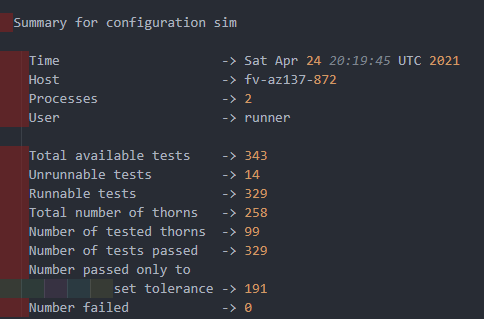 Summary for configuration sim
Time -> Sat Apr 24 20:19:45 UTC 2021
Host -> fv-az137-872
Processes -> 2
User -> runner
Total available tests -> 343
Unrunnable tests -> 14
Runnable tests -> 329
Total number of thorns -> 258
Number of tested thorns -> 99
Number of tests passed -> 329
Number passed only to
set tolerance -> 191
Number failed -> 0